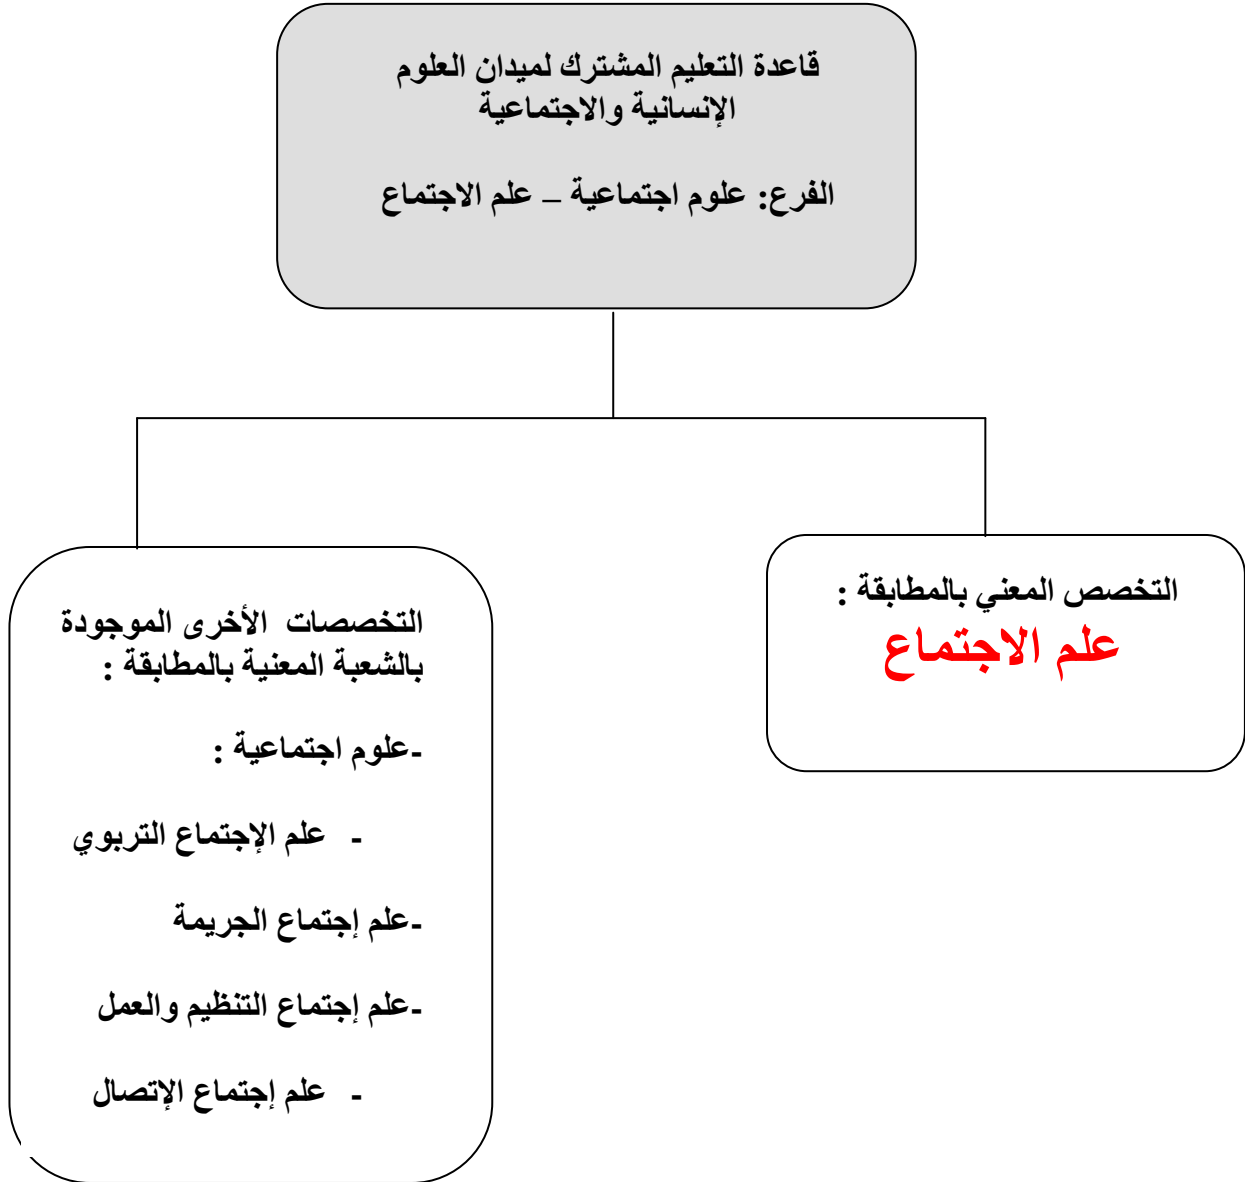 قاعدة التعليم المشترك لميدان العلوم
الإنسانية والاجتماعية
الفرع: علوم اجتماعية – علم الاجتماع
التخصص المعني بالمطابقة :
علم الاجتماع
التخصصات الأخرى الموجودة
بالشعبة المعنية بالمطابقة :
-علوم اجتماعية :
- علم الإجتماع التربوي
-علم إجتماع الجريمة
-علم إجتماع التنظيم والعمل
- علم إجتماع الإتصال